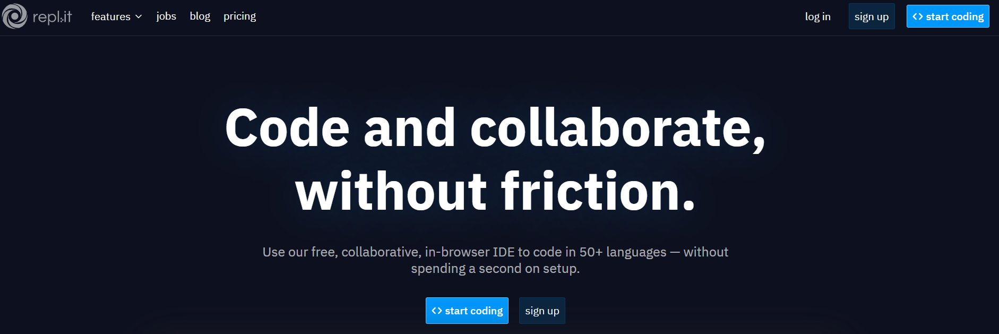 repl.it features jobs blog pricing log in sign up <> start coding
Code and collaborate,
without friction.
Use our free, collaborative, in-browser IDE to code in 50+ languages — without
spending a second on setup.
<> start coding sign up